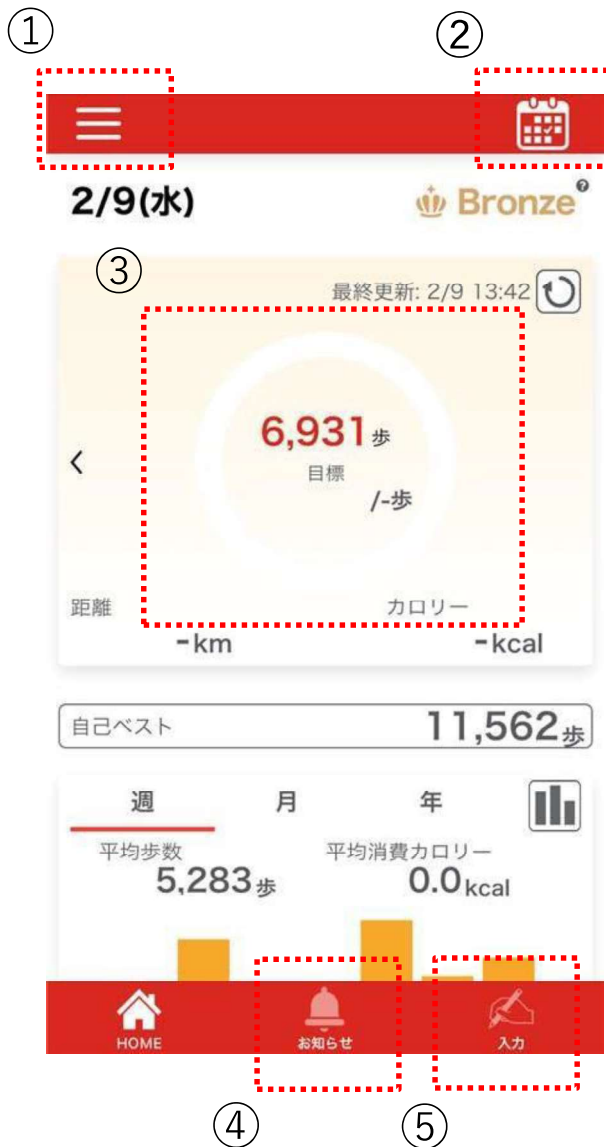 ① ②
2/9(水) Bronze?
③
最終更新: 2/9 13:42
6,931歩
目標
/-歩
距離 カロリー
-km -kcal
自己ベスト 11,562歩
週 月 年
平均歩数 平均消費カロリー
5,283歩 0.0kcal
HOME お知らせ 入力
④ ⑤